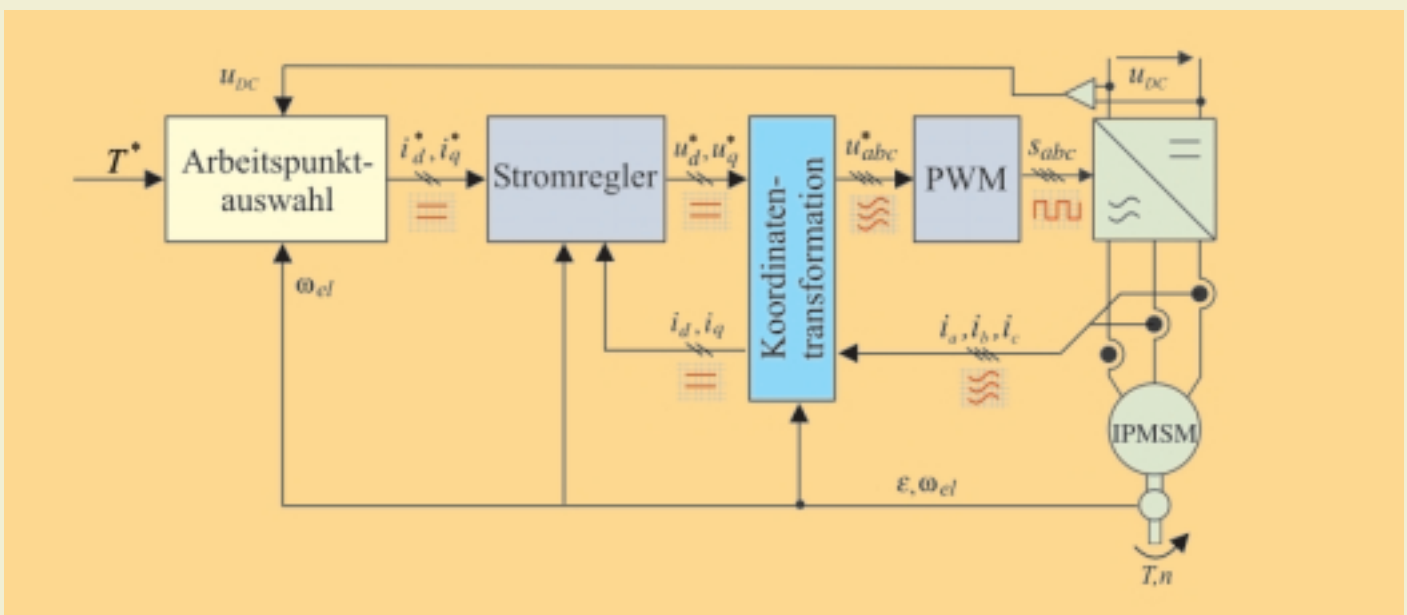 u_DC
u_DC
T*
Arbeitspunkt-
auswahl
i*_d, i*_q
Stromregler
u*_d, u*_q
Koordinaten-
transformation
u*_abc
PWM
s_abc
ω_el
i_d, i_q
i_a, i_b, i_c
IPMSM
ε, ω_el
T,n